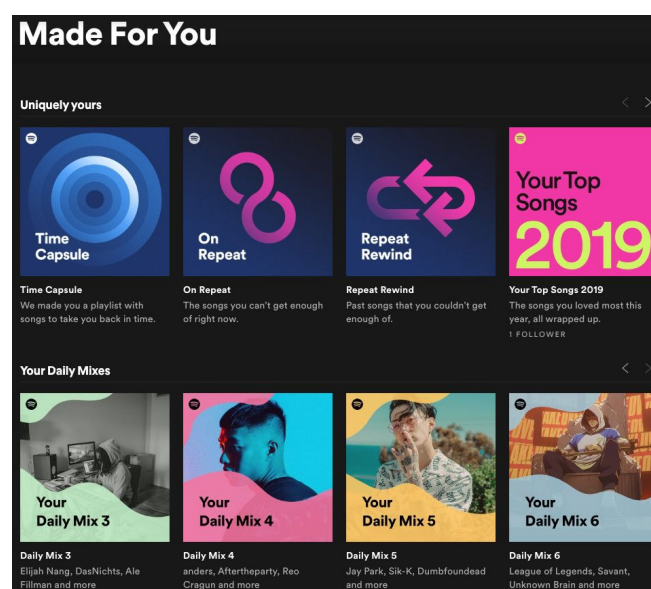 Made For You
Uniquely yours
Time
Capsule
On
Repeat
Repeat
Rewind
Your Top
Songs
2019
Time Capsule
We made you a playlist with
songs to take you back in time.
On Repeat
The songs you can't get enough
of right now.
Repeat Rewind
Past songs that you couldn't get
enough of.
Your Top Songs 2019
The songs you loved most this
year, all wrapped up.
1 FOLLOWER
Your Daily Mixes
Your
Daily Mix 3
Your
Daily Mix 4
Your
Daily Mix 5
Your
Daily Mix 6
Daily Mix 3
Elijah Nang, DasNichts, Ale
Fillman and more
Daily Mix 4
anders, Aftertheparty, Reo
Cragun and more
Daily Mix 5
Jay Park, Sik-K, Dumbfoundead
and more
Daily Mix 6
League of Legends, Savant,
Unknown Brain and more